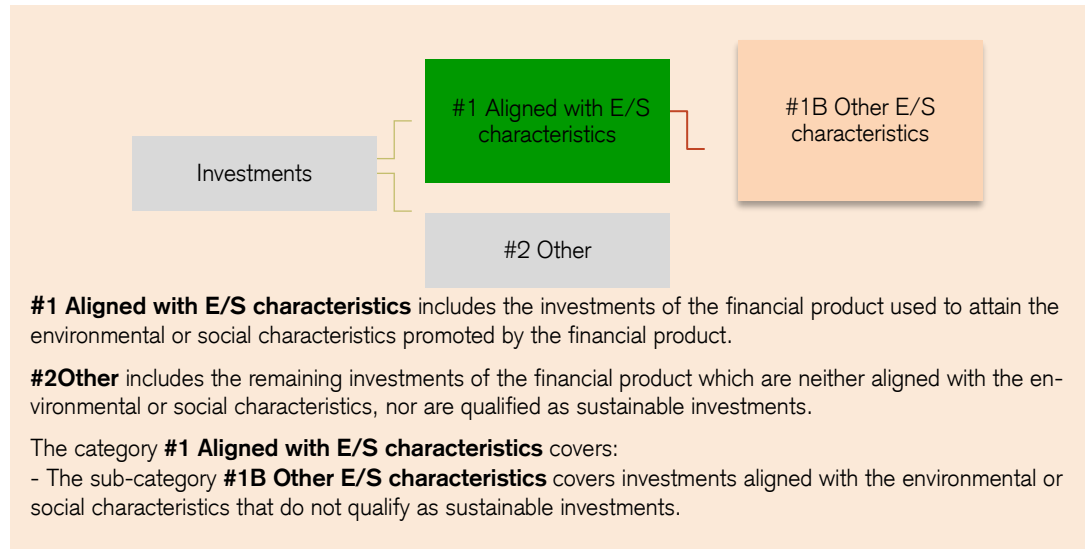 #1 Aligned with E/S
characteristics
#1B Other E/S
characteristics
Investments
#2 Other
#1 Aligned with E/S characteristics includes the investments of the financial product used to attain the
environmental or social characteristics promoted by the financial product.
#2Other includes the remaining investments of the financial product which are neither aligned with the en-
vironmental or social characteristics, nor are qualified as sustainable investments.
The category #1 Aligned with E/S characteristics covers:
- The sub-category #1B Other E/S characteristics covers investments aligned with the environmental or
social characteristics that do not qualify as sustainable investments.